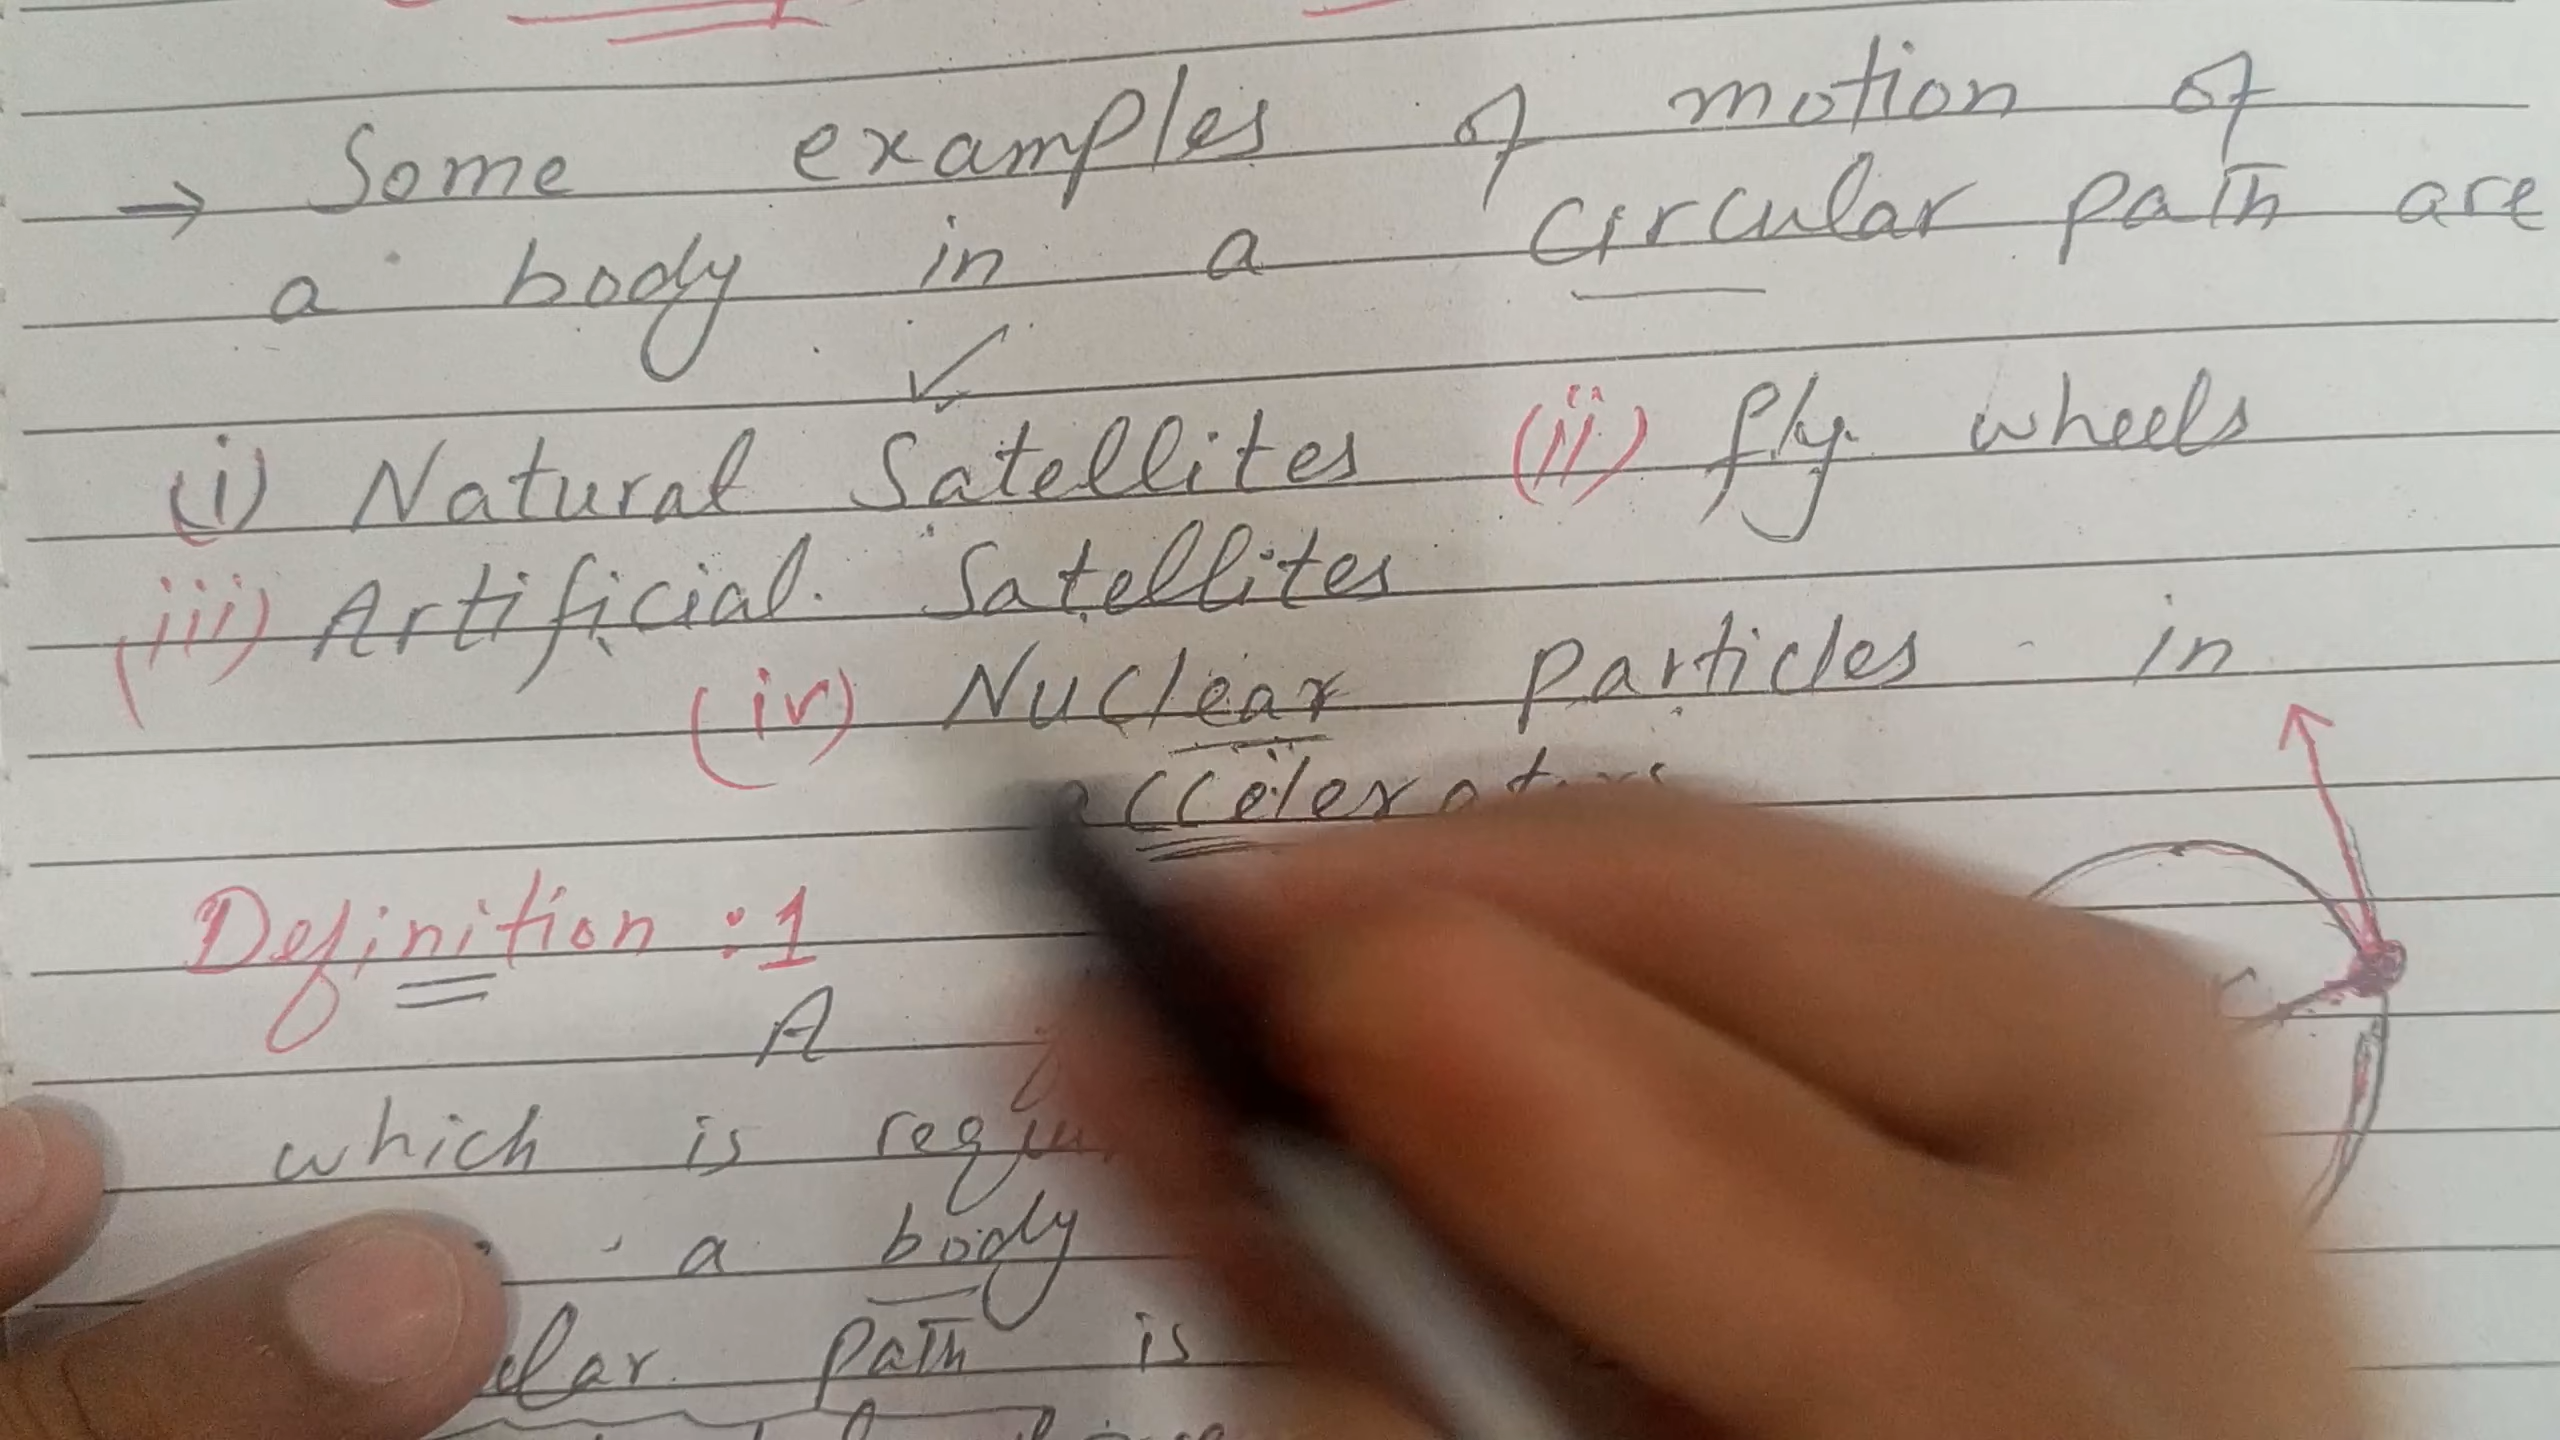 → Some examples of motion of
a body in a circular path are
(i) Natural Satellites (ii) fly wheels
(iii) Artificial Satellites
(iv) Nuclear particles in
Definition : 1
A
which is
a body
path is